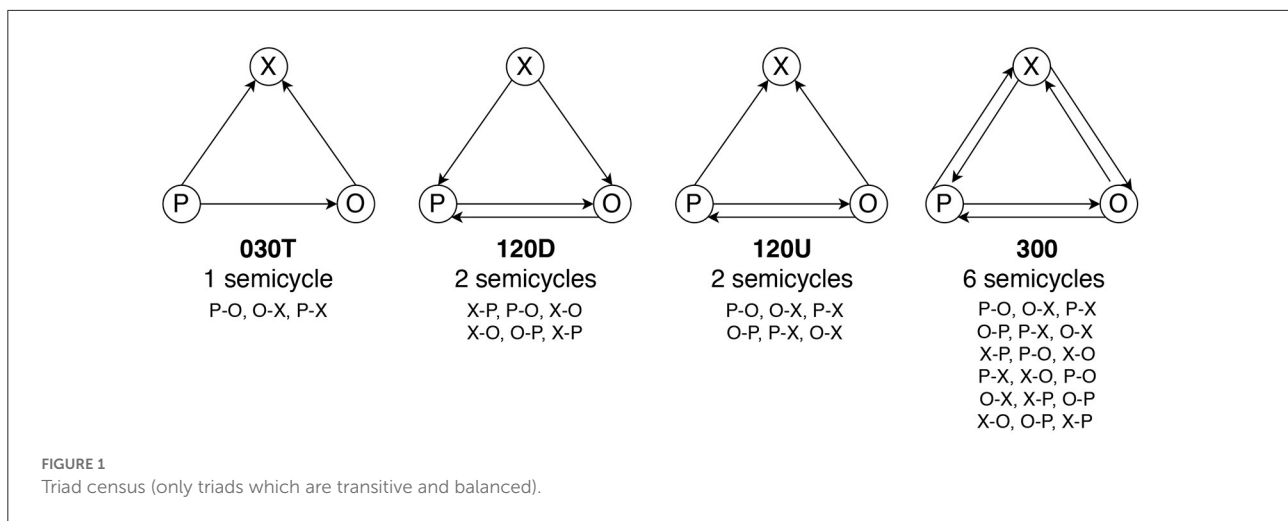 X
P
O
030T
1 semicycle
P-O, O-X, P-X
X
P
O
120D
2 semicycles
X-P, P-O, X-O
X-O, O-P, X-P
X
P
O
120U
2 semicycles
P-O, O-X, P-X
O-P, P-X, O-X
X
P
O
300
6 semicycles
P-O, O-X, P-X
O-P, P-X, O-X
X-P, P-O, X-O
P-X, X-O, P-O
O-X, X-P, O-P
X-O, O-P, X-P
FIGURE 1
Triad census (only triads which are transitive and balanced).